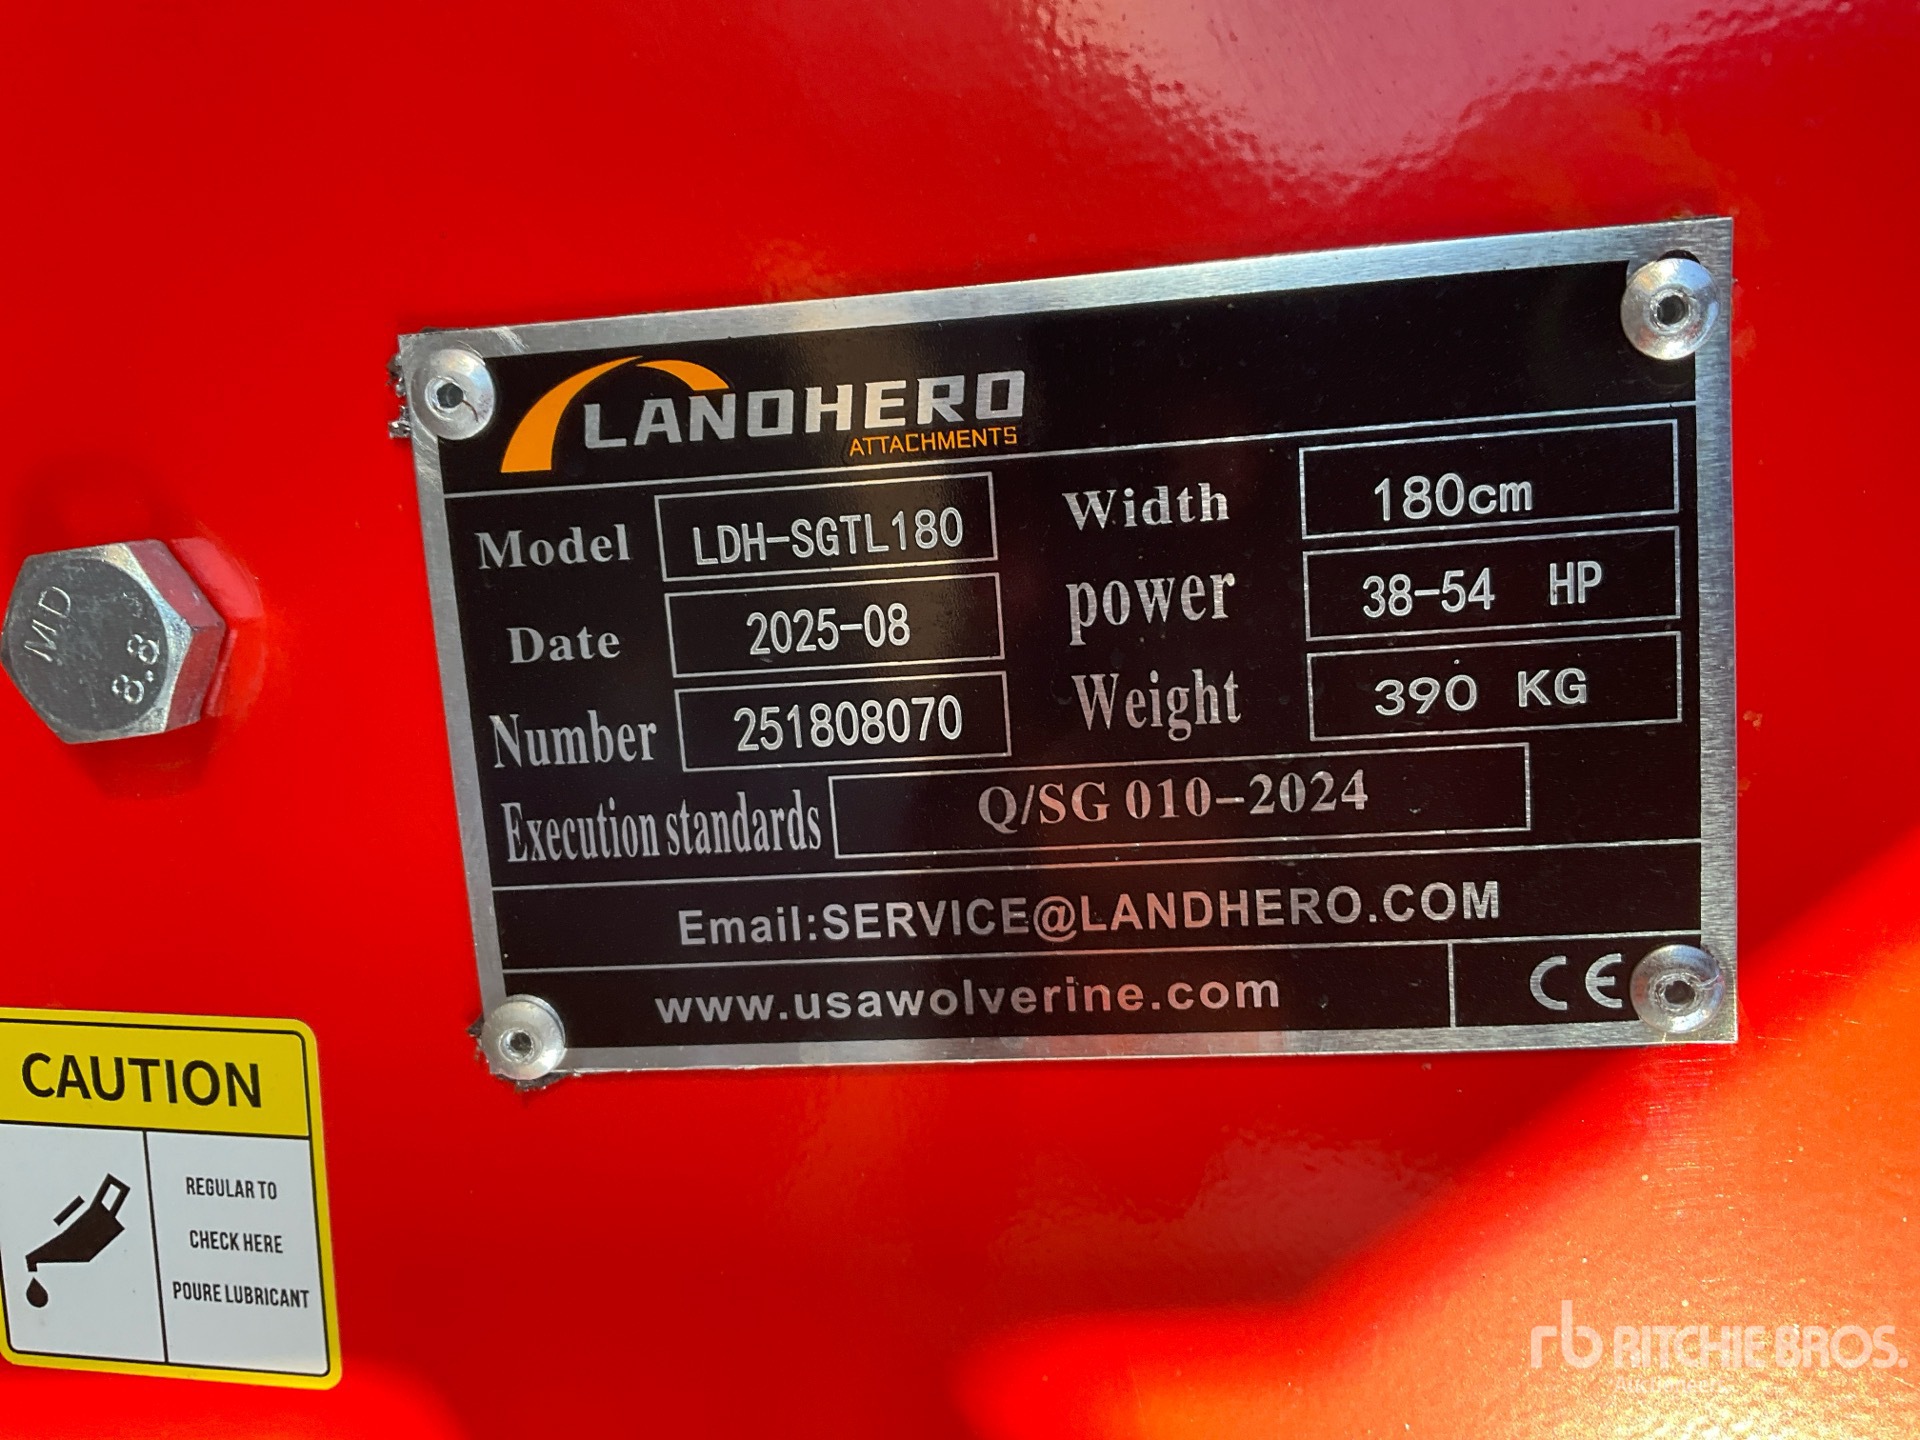 LANDHERO
ATTACHMENTS
Model LDH-SGTL180 Width 180cm
Date 2025-08 power 38-54 HP
Number 251808070 Weight 390 KG
Execution standards Q/SG 010-2024
Email:SERVICE@LANDHERO.COM
www.usawolverine.com CE
MD
8.8
CAUTION
REGULAR TO
CHECK HERE
POURE LUBRICANT
rb RITCHIE BROS.
Auctioneers